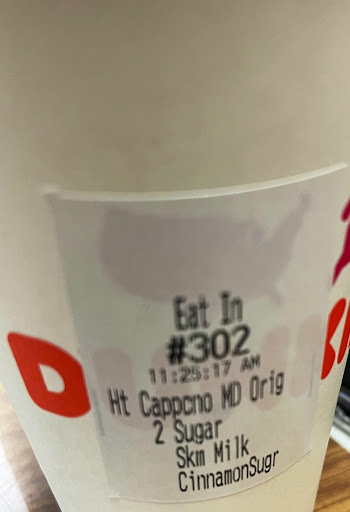 Eat In
#302
11:25:17 AM
Ht Cappcno MD Orig
2 Sugar
Skm Milk
CinnamonSugr
D